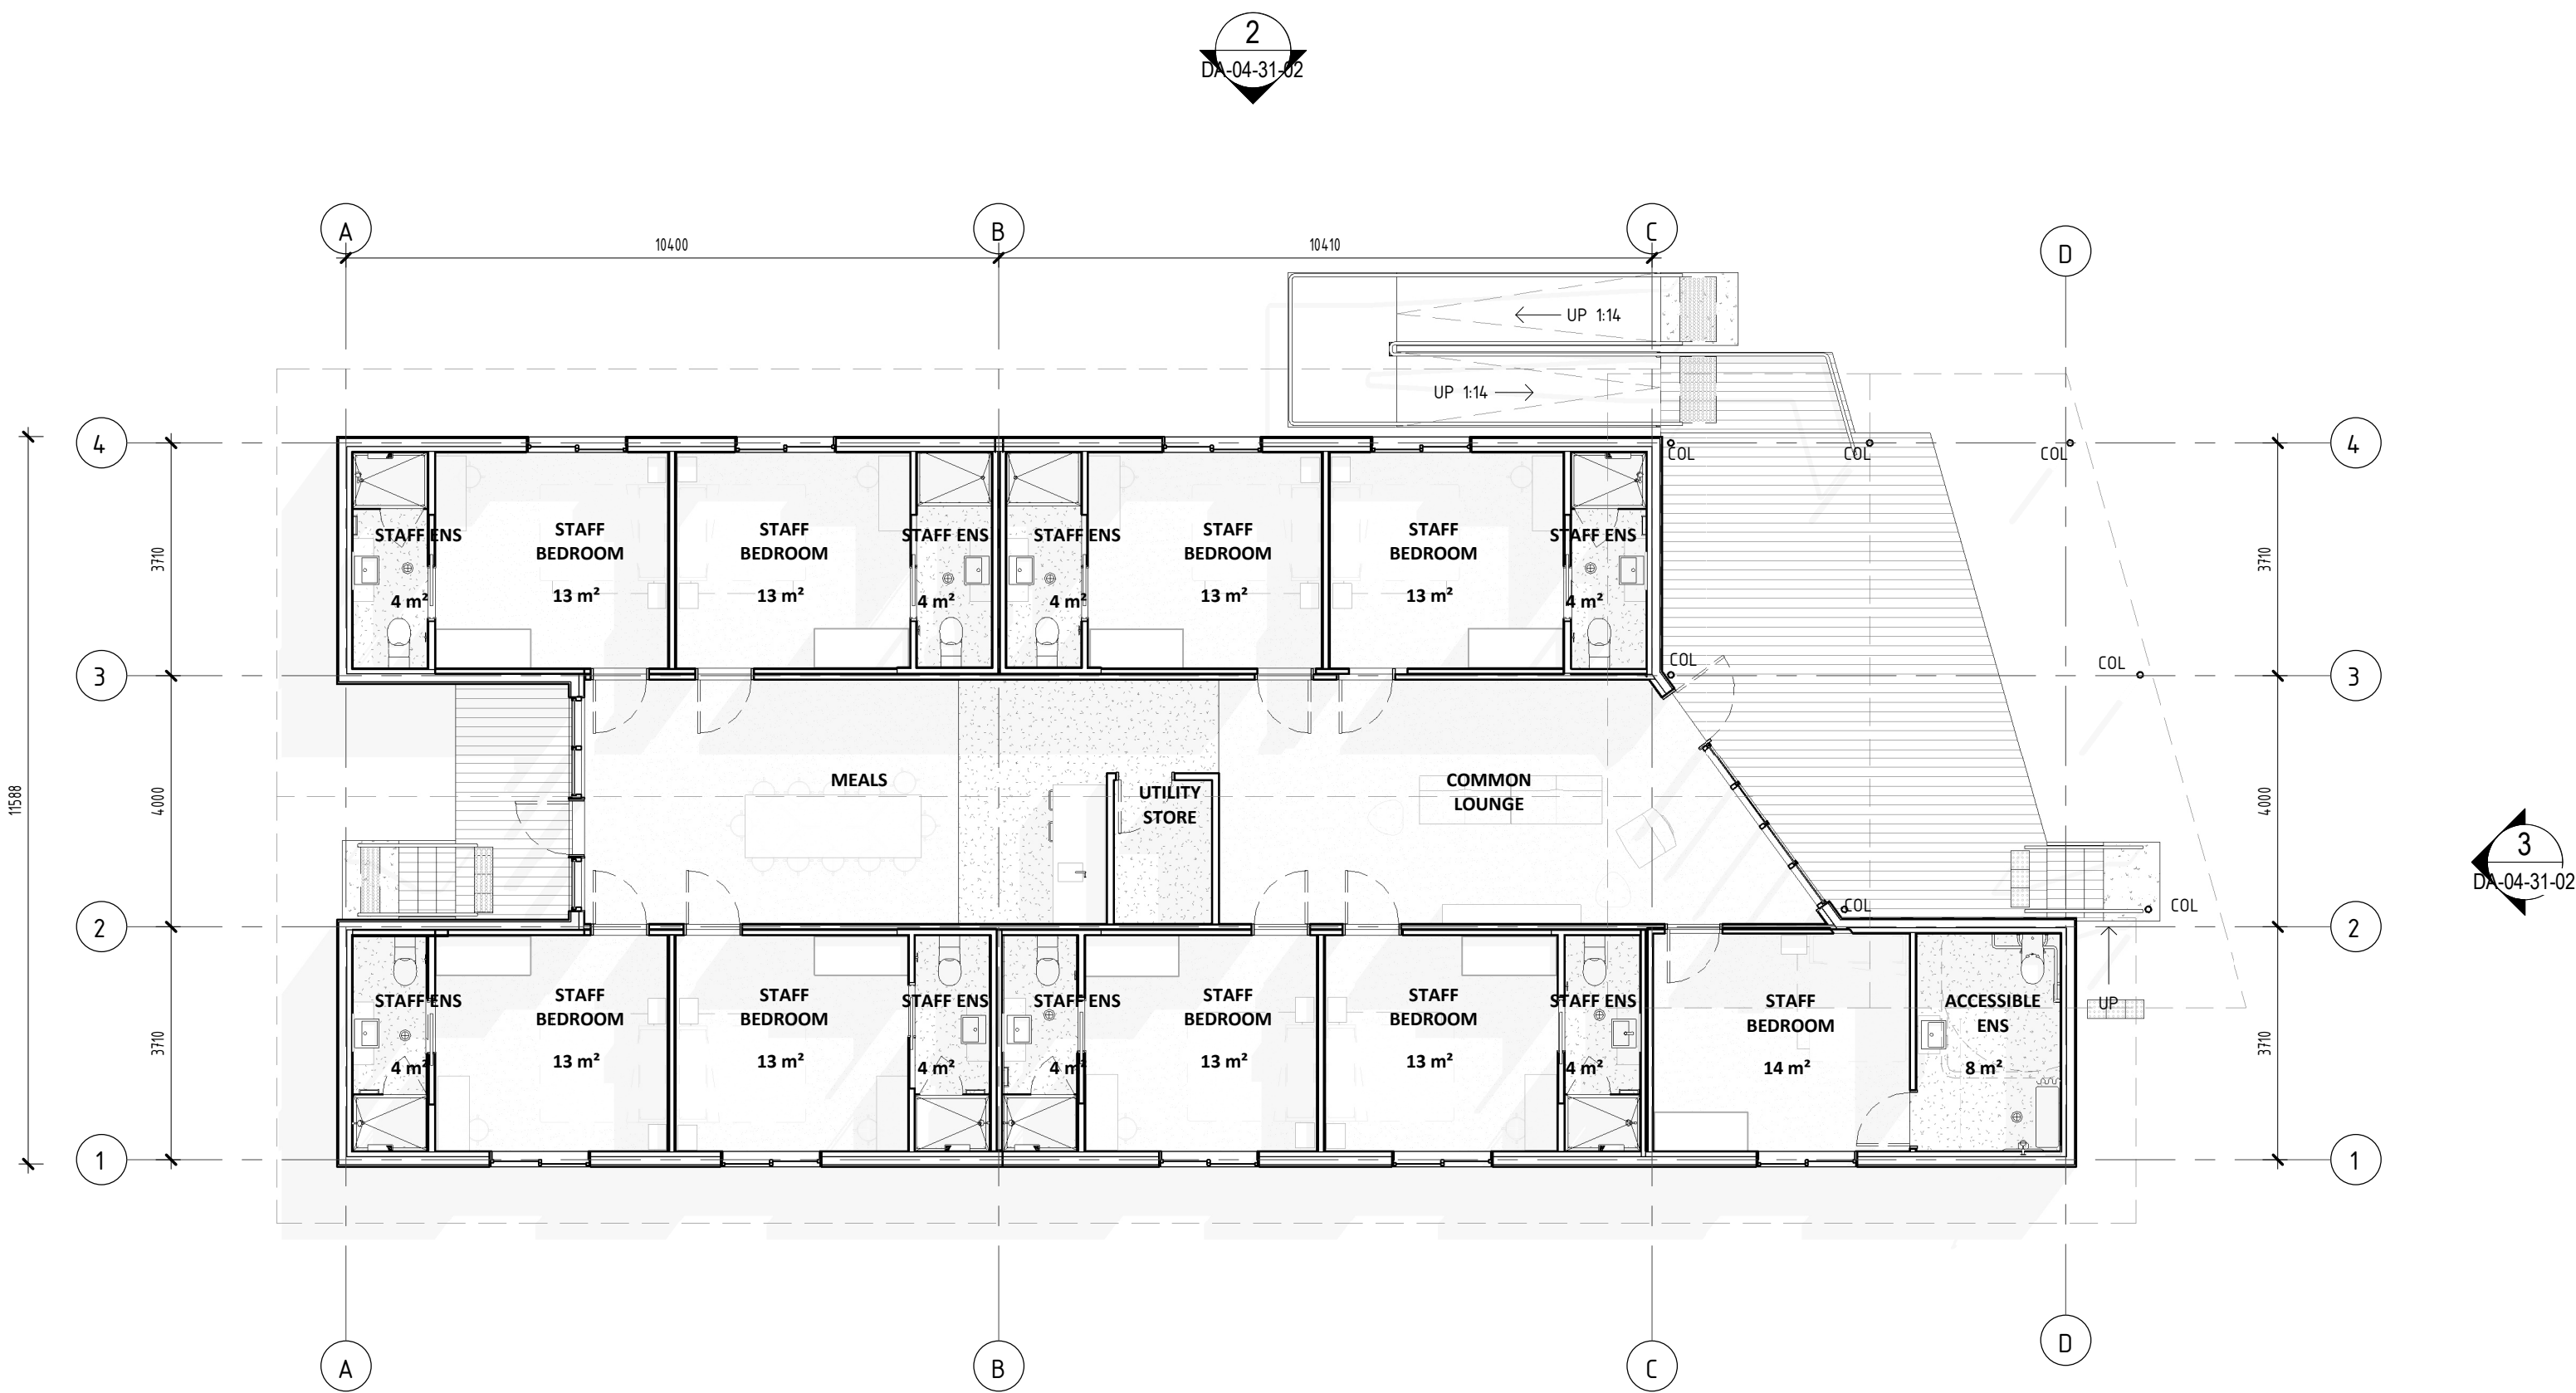 2
DA-04-31-02
A
B
C
D
10400
10410
UP 1:14
UP 1:14
4
4
COL
COL
COL
STAFF ENS
STAFF
BEDROOM
STAFF
BEDROOM
STAFF ENS
STAFF ENS
STAFF
BEDROOM
STAFF
BEDROOM
STAFF ENS
3710
3710
4 m²
13 m²
13 m²
4 m²
4 m²
13 m²
13 m²
4 m²
3
3
COL
COL
11588
4000
4000
MEALS
UTILITY
STORE
COMMON
LOUNGE
3
DA-04-31-02
2
2
COL
COL
STAFF ENS
STAFF
BEDROOM
STAFF
BEDROOM
STAFF ENS
STAFF ENS
STAFF
BEDROOM
STAFF
BEDROOM
STAFF ENS
STAFF
BEDROOM
ACCESSIBLE
ENS
UP
3710
3710
4 m²
13 m²
13 m²
4 m²
4 m²
13 m²
13 m²
4 m²
14 m²
8 m²
1
1
A
B
C
D